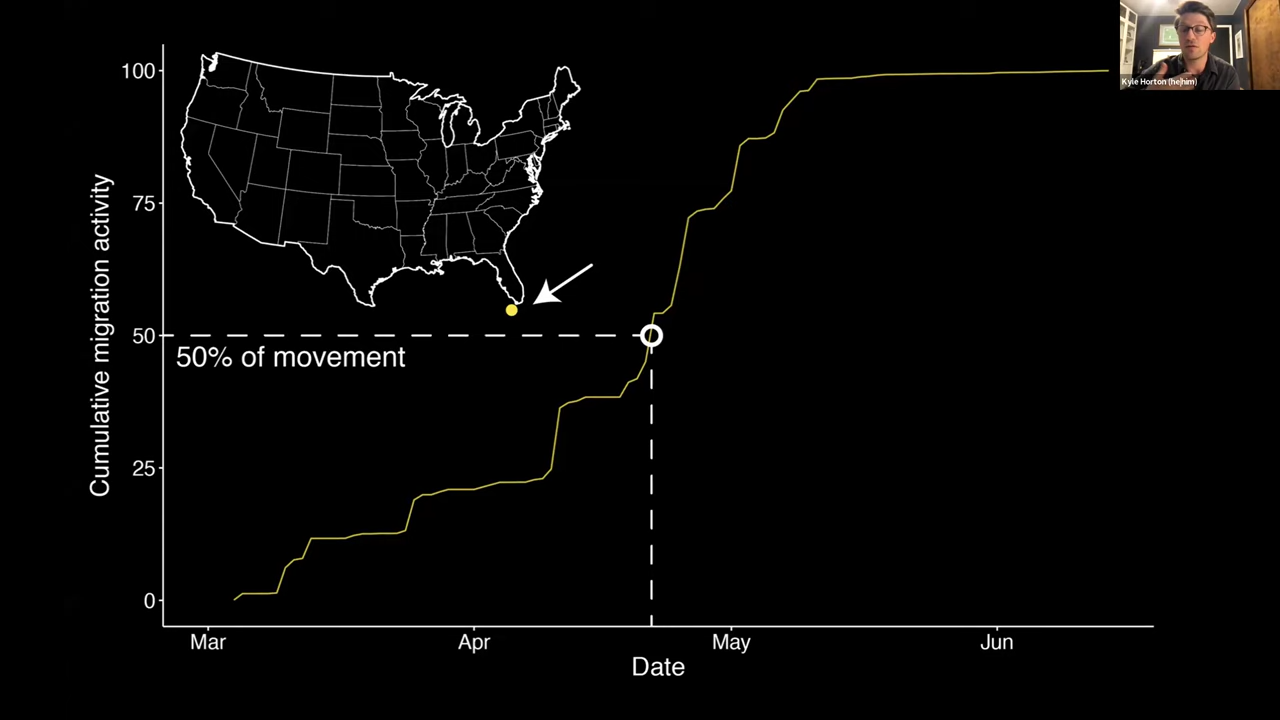 Kyle Horton (he|him)
Cumulative migration activity
100
75
50
25
0
50% of movement
Mar
Apr
May
Jun
Date